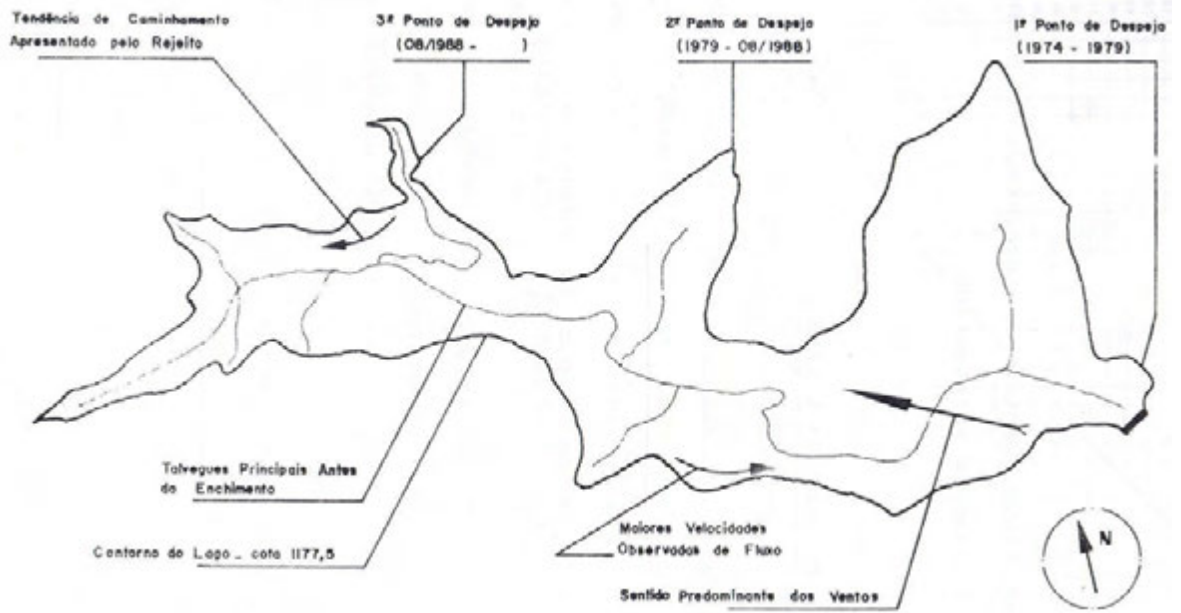 Tendência de Caminhamento
Apresentado pelo Rejeito
3º Ponto de Despejo
(08/1988 - )
2º Ponto de Despejo
(1979 - 08/1988)
1º Ponto de Despejo
(1974 - 1979)
Talvegues Principais Antes
do Enchimento
Contorno do Lago - cota 1177,5
Maiores Velocidades
Observadas de Fluxo
Sentido Predominante dos Ventos
N